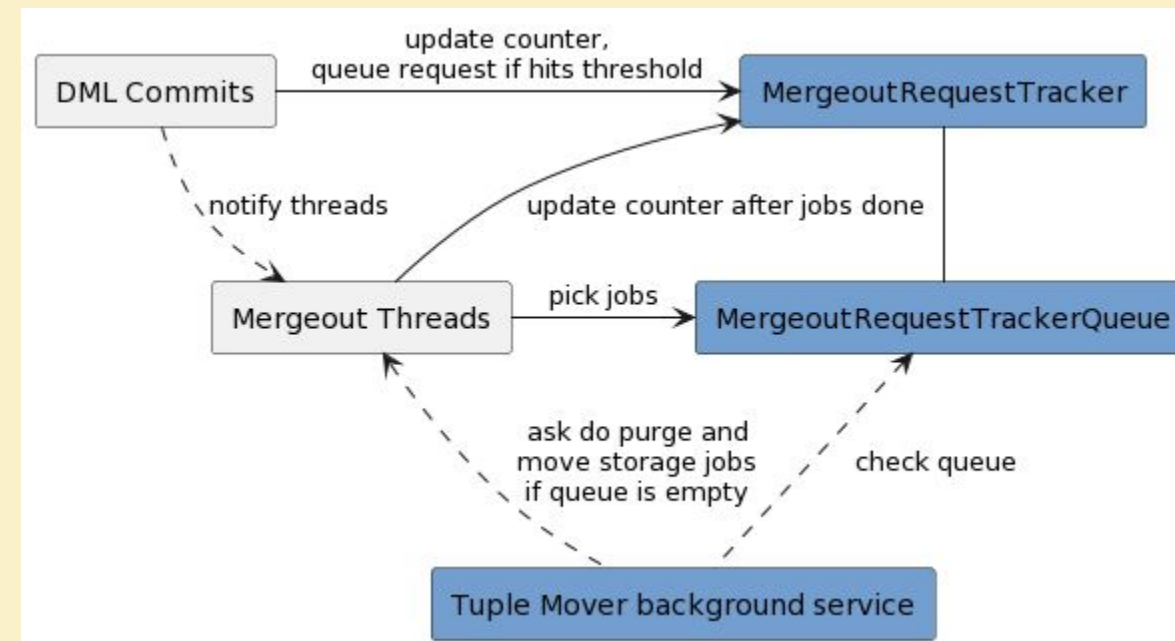 update counter,
queue request if hits threshold
DML Commits
MergeoutRequestTracker
notify threads
update counter after jobs done
Mergeout Threads
pick jobs
MergeoutRequestTrackerQueue
ask do purge and
move storage jobs
if queue is empty
check queue
Tuple Mover background service